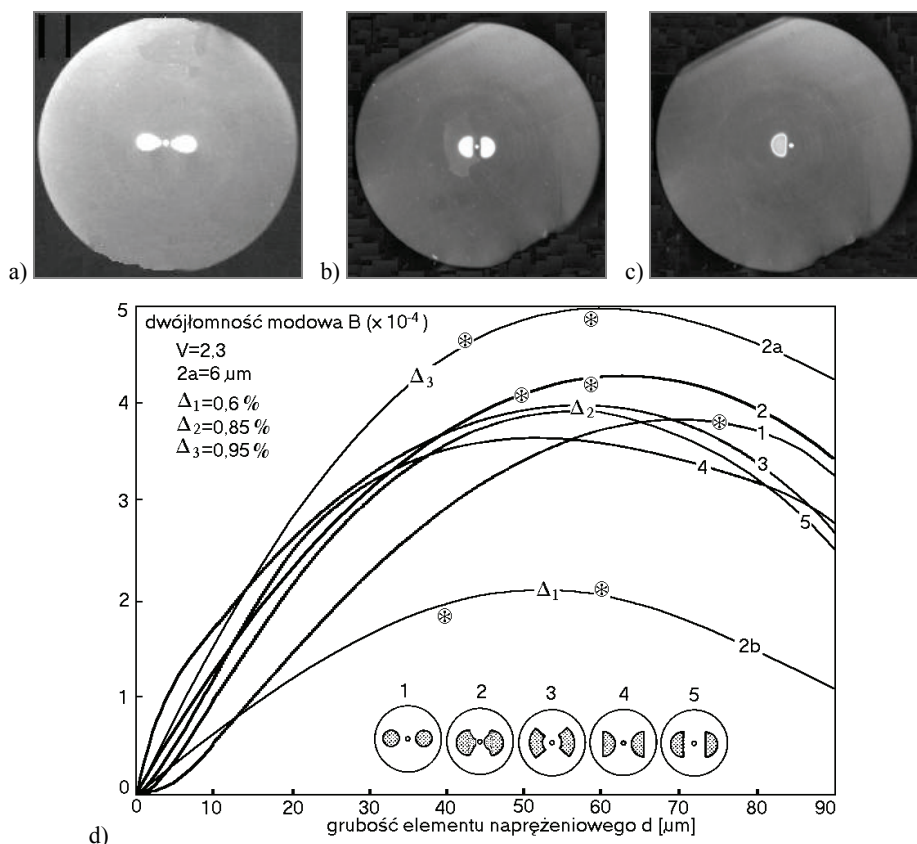 a)
b)
c)
5
4
3
2
1
0
dwójłomność modowa B (x 10⁻⁴)
V=2,3
2a=6 µm
Δ₁=0,6 %
Δ₂=0,85 %
Δ₃=0,95 %
Δ₃
Δ₂
Δ₁
2a
2
1
3
4
5
2b
1 2 3 4 5
0 10 20 30 40 50 60 70 80 90
grubość elementu naprężeniowego d [µm]
d)